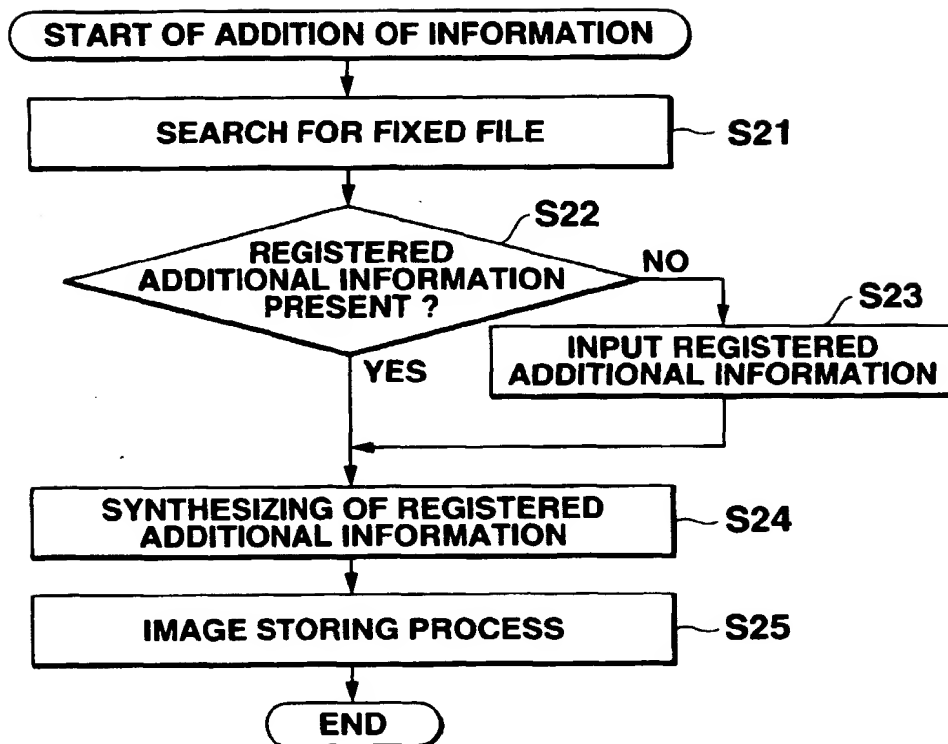 START OF ADDITION OF INFORMATION
SEARCH FOR FIXED FILE
S21
S22
REGISTERED
ADDITIONAL INFORMATION
PRESENT ?
NO
S23
INPUT REGISTERED
ADDITIONAL INFORMATION
YES
SYNTHESIZING OF REGISTERED
ADDITIONAL INFORMATION
S24
IMAGE STORING PROCESS
S25
END